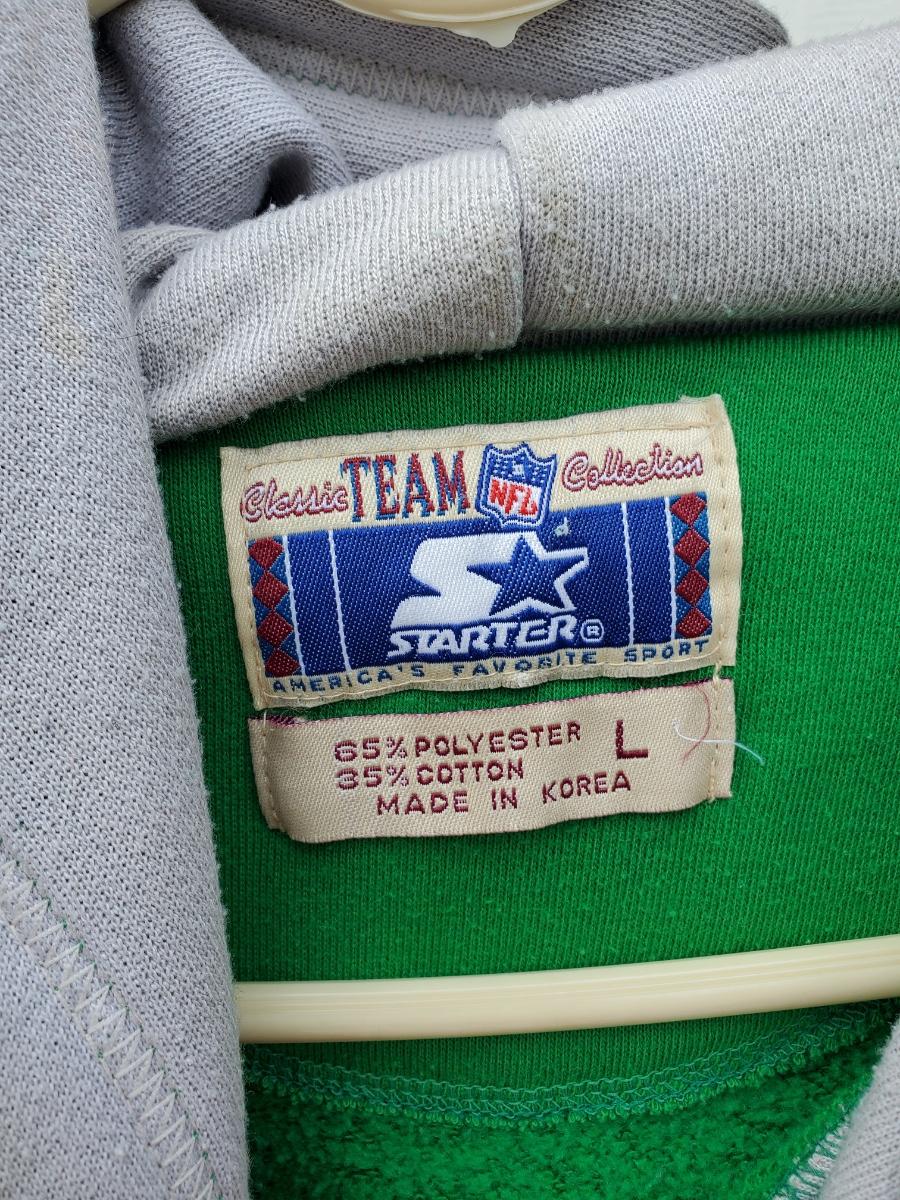 Classic TEAM NFL Collection
STARTER®
AMERICA'S FAVORITE SPORT
65% POLYESTER L
35% COTTON
MADE IN KOREA